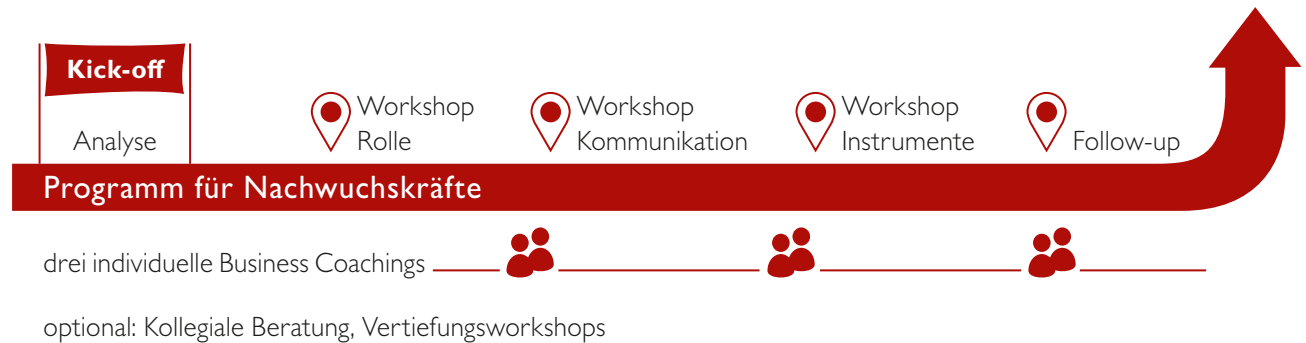 Kick-off
Analyse
Workshop
Rolle
Workshop
Kommunikation
Workshop
Instrumente
Follow-up
Programm für Nachwuchskräfte
drei individuelle Business Coachings
optional: Kollegiale Beratung, Vertiefungsworkshops